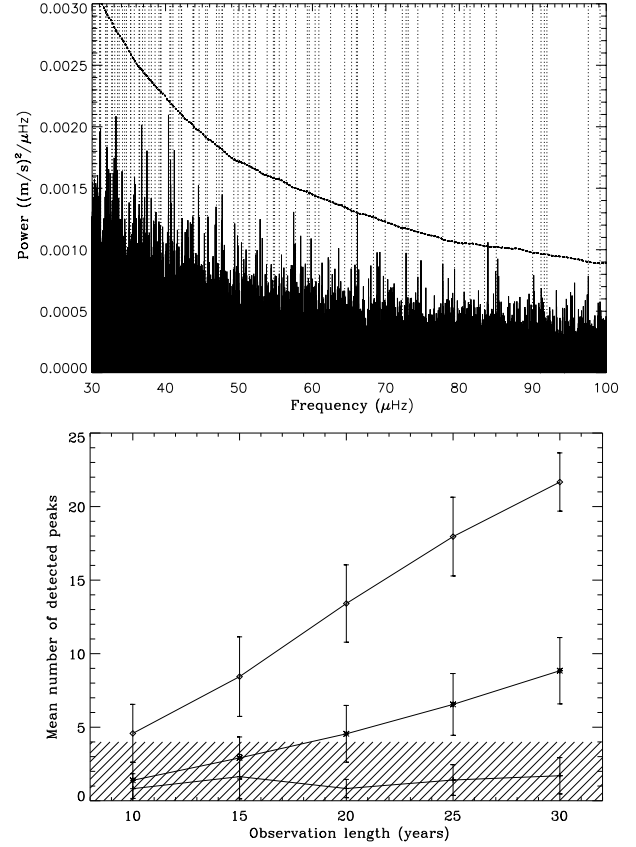 0.0030
0.0025
0.0020
0.0015
0.0010
0.0005
0.0000
Power ((m/s)²/μHz)
30 40 50 60 70 80 90 100
Frequency (μHz)
25
20
15
10
5
0
Mean number of detected peaks
10 15 20 25 30
Observation length (years)